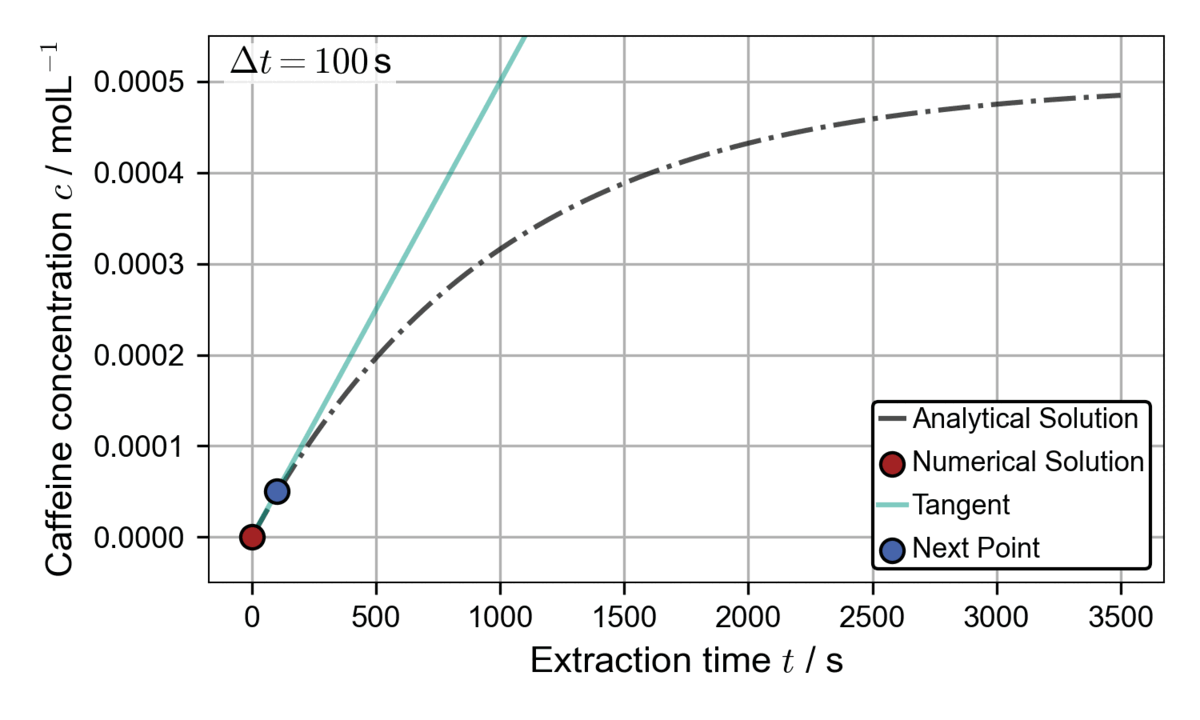 Δt = 100 s
Caffeine concentration c / molL⁻¹
0.0005
0.0004
0.0003
0.0002
0.0001
0.0000
Analytical Solution
Numerical Solution
Tangent
Next Point
0 500 1000 1500 2000 2500 3000 3500
Extraction time t / s